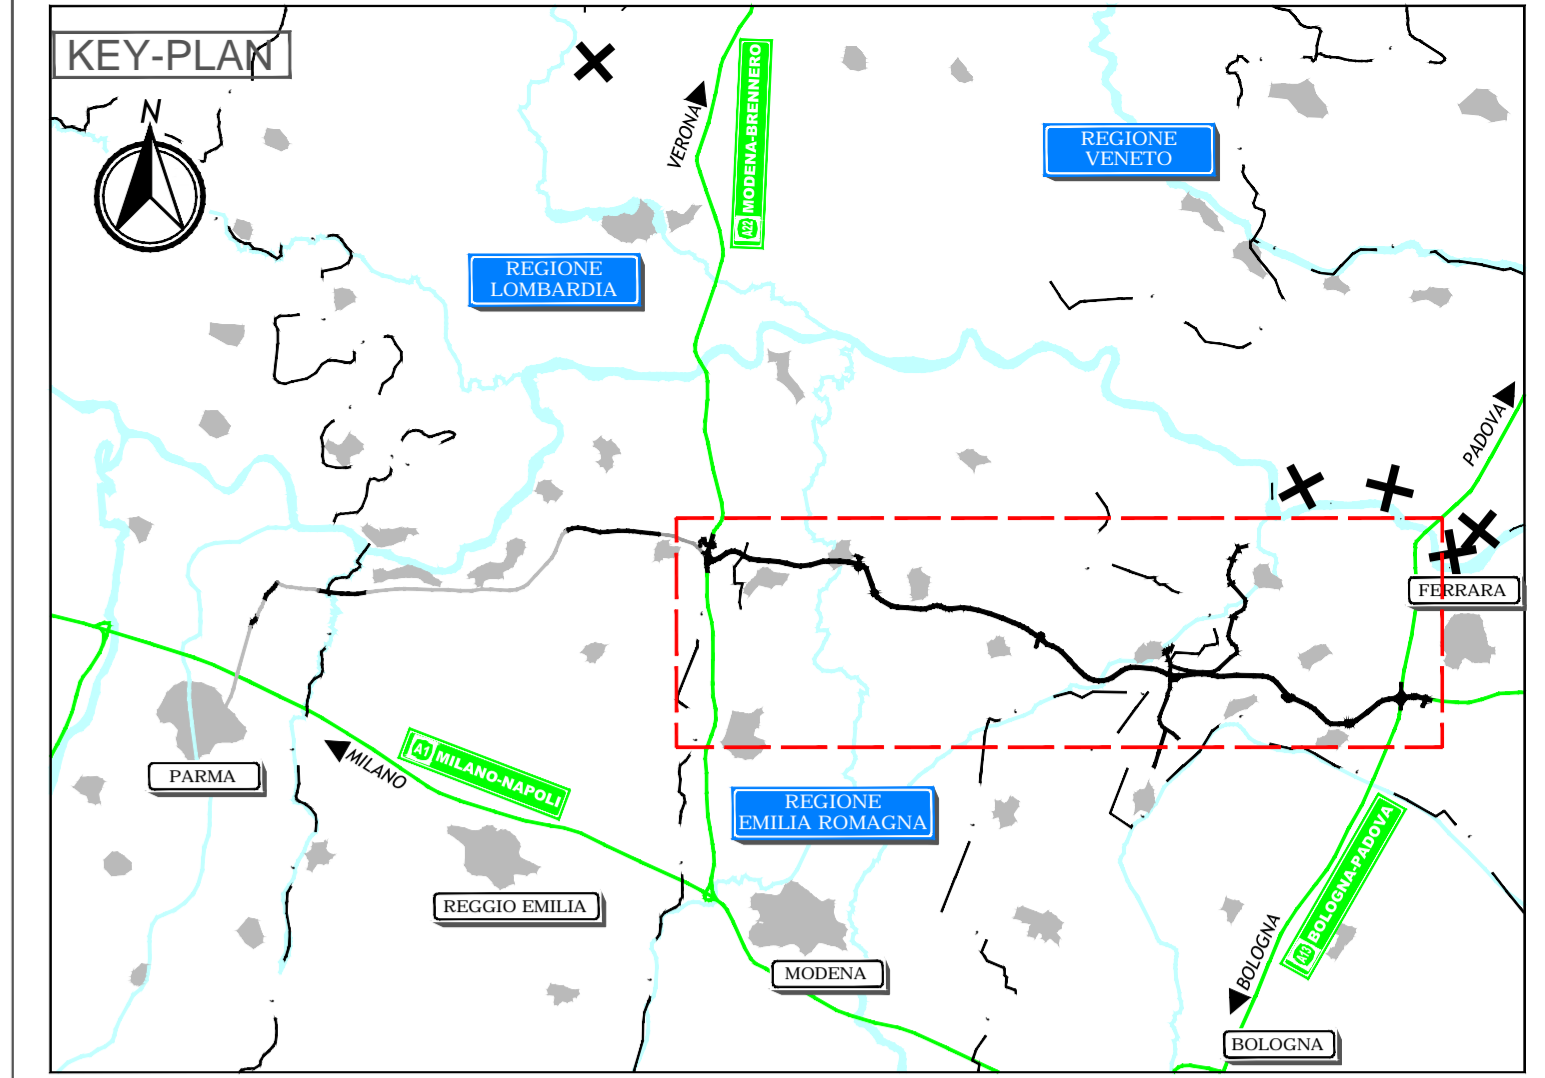 KEY-PLAN
N
VERONA
A22 MODENA-BRENNERO
REGIONE
VENETO
REGIONE
LOMBARDIA
PADOVA
FERRARA
PARMA
MILANO
A1 MILANO-NAPOLI
REGIONE
EMILIA ROMAGNA
REGGIO EMILIA
MODENA
A13 BOLOGNA-PADOVA
BOLOGNA
BOLOGNA